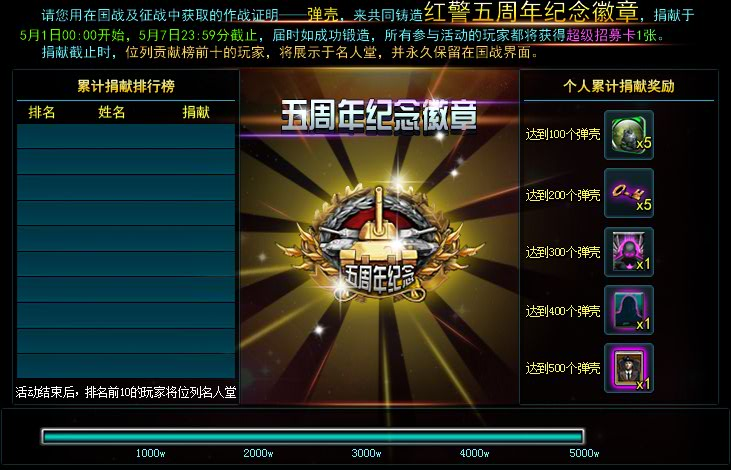 请您用在国战及征战中获取的作战证明——弹壳，来共同铸造红警五周年纪念徽章，捐献于
5月1日00:00开始，5月7日23:59分截止，届时如成功锻造，所有参与活动的玩家都将获得超级招募卡1张。
捐献截止时，位列贡献榜前十的玩家，将展示于名人堂，并永久保留在国战界面。
累计捐献排行榜
排名 姓名 捐献
活动结束后，排名前10的玩家将位列名人堂
五周年纪念徽章
五周年纪念
个人累计捐献奖励
达到100个弹壳 x5
达到200个弹壳 x5
达到300个弹壳 x1
达到400个弹壳 x1
达到500个弹壳 x1
1000w 2000w 3000w 4000w 5000w